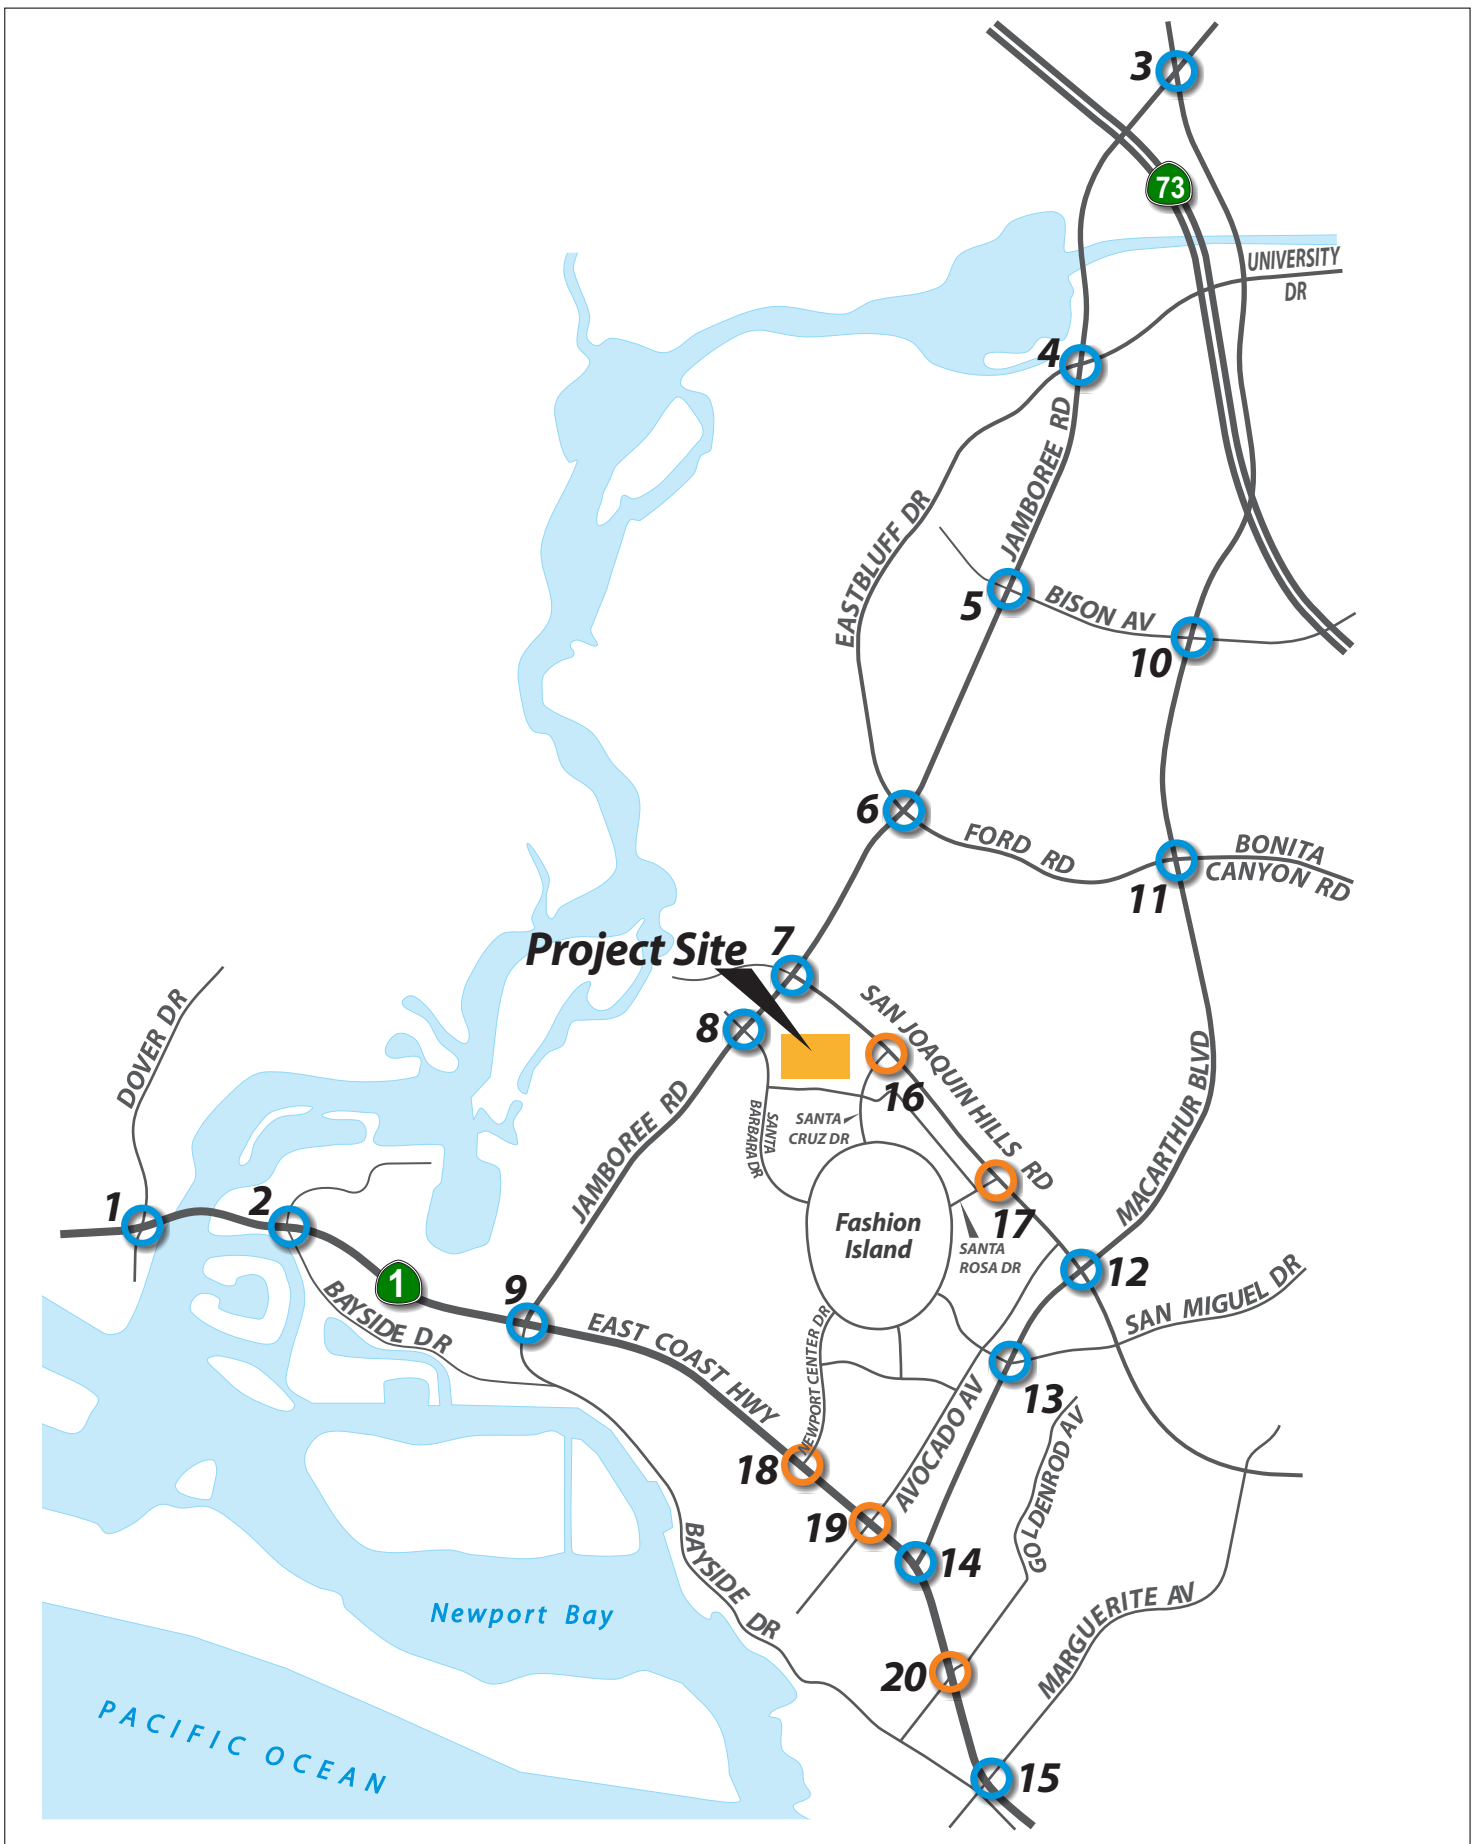 3
73
UNIVERSITY
DR
4
JAMBOREE RD
EASTBLUFF DR
5
BISON AV
10
6
FORD RD
BONITA
CANYON RD
11
Project Site
7
8
SAN JOAQUIN HILLS RD
DOVER DR
16
MACARTHUR BLVD
JAMBOREE RD
SANTA
BARBARA DR
SANTA
CRUZ DR
1
2
17
Fashion
Island
SANTA
ROSA DR
12
1
9
BAYSIDE DR
EAST COAST HWY
NEWPORT CENTER DR
SAN MIGUEL DR
13
AVOCADO AV
GOLDENROD AV
18
19
14
BAYSIDE DR
Newport Bay
MARGUERITE AV
20
PACIFIC OCEAN
15